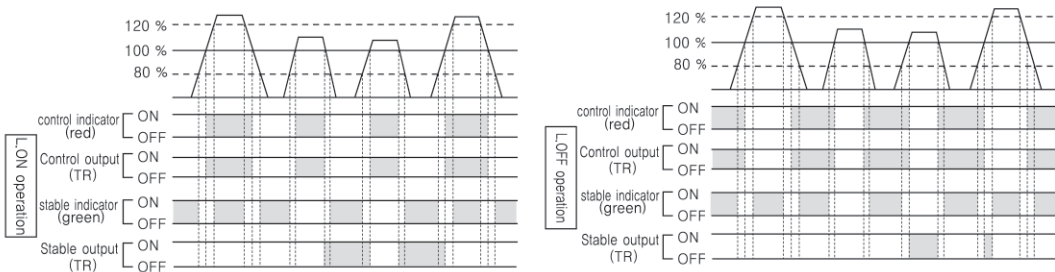 120 %
100 %
80 %
L.ON operation
control indicator
(red)
ON
OFF
Control output
(TR)
ON
OFF
stable indicator
(green)
ON
OFF
Stable output
(TR)
ON
OFF
120 %
100 %
80 %
L.OFF operation
control indicator
(red)
ON
OFF
Control output
(TR)
ON
OFF
stable indicator
(green)
ON
OFF
Stable output
(TR)
ON
OFF